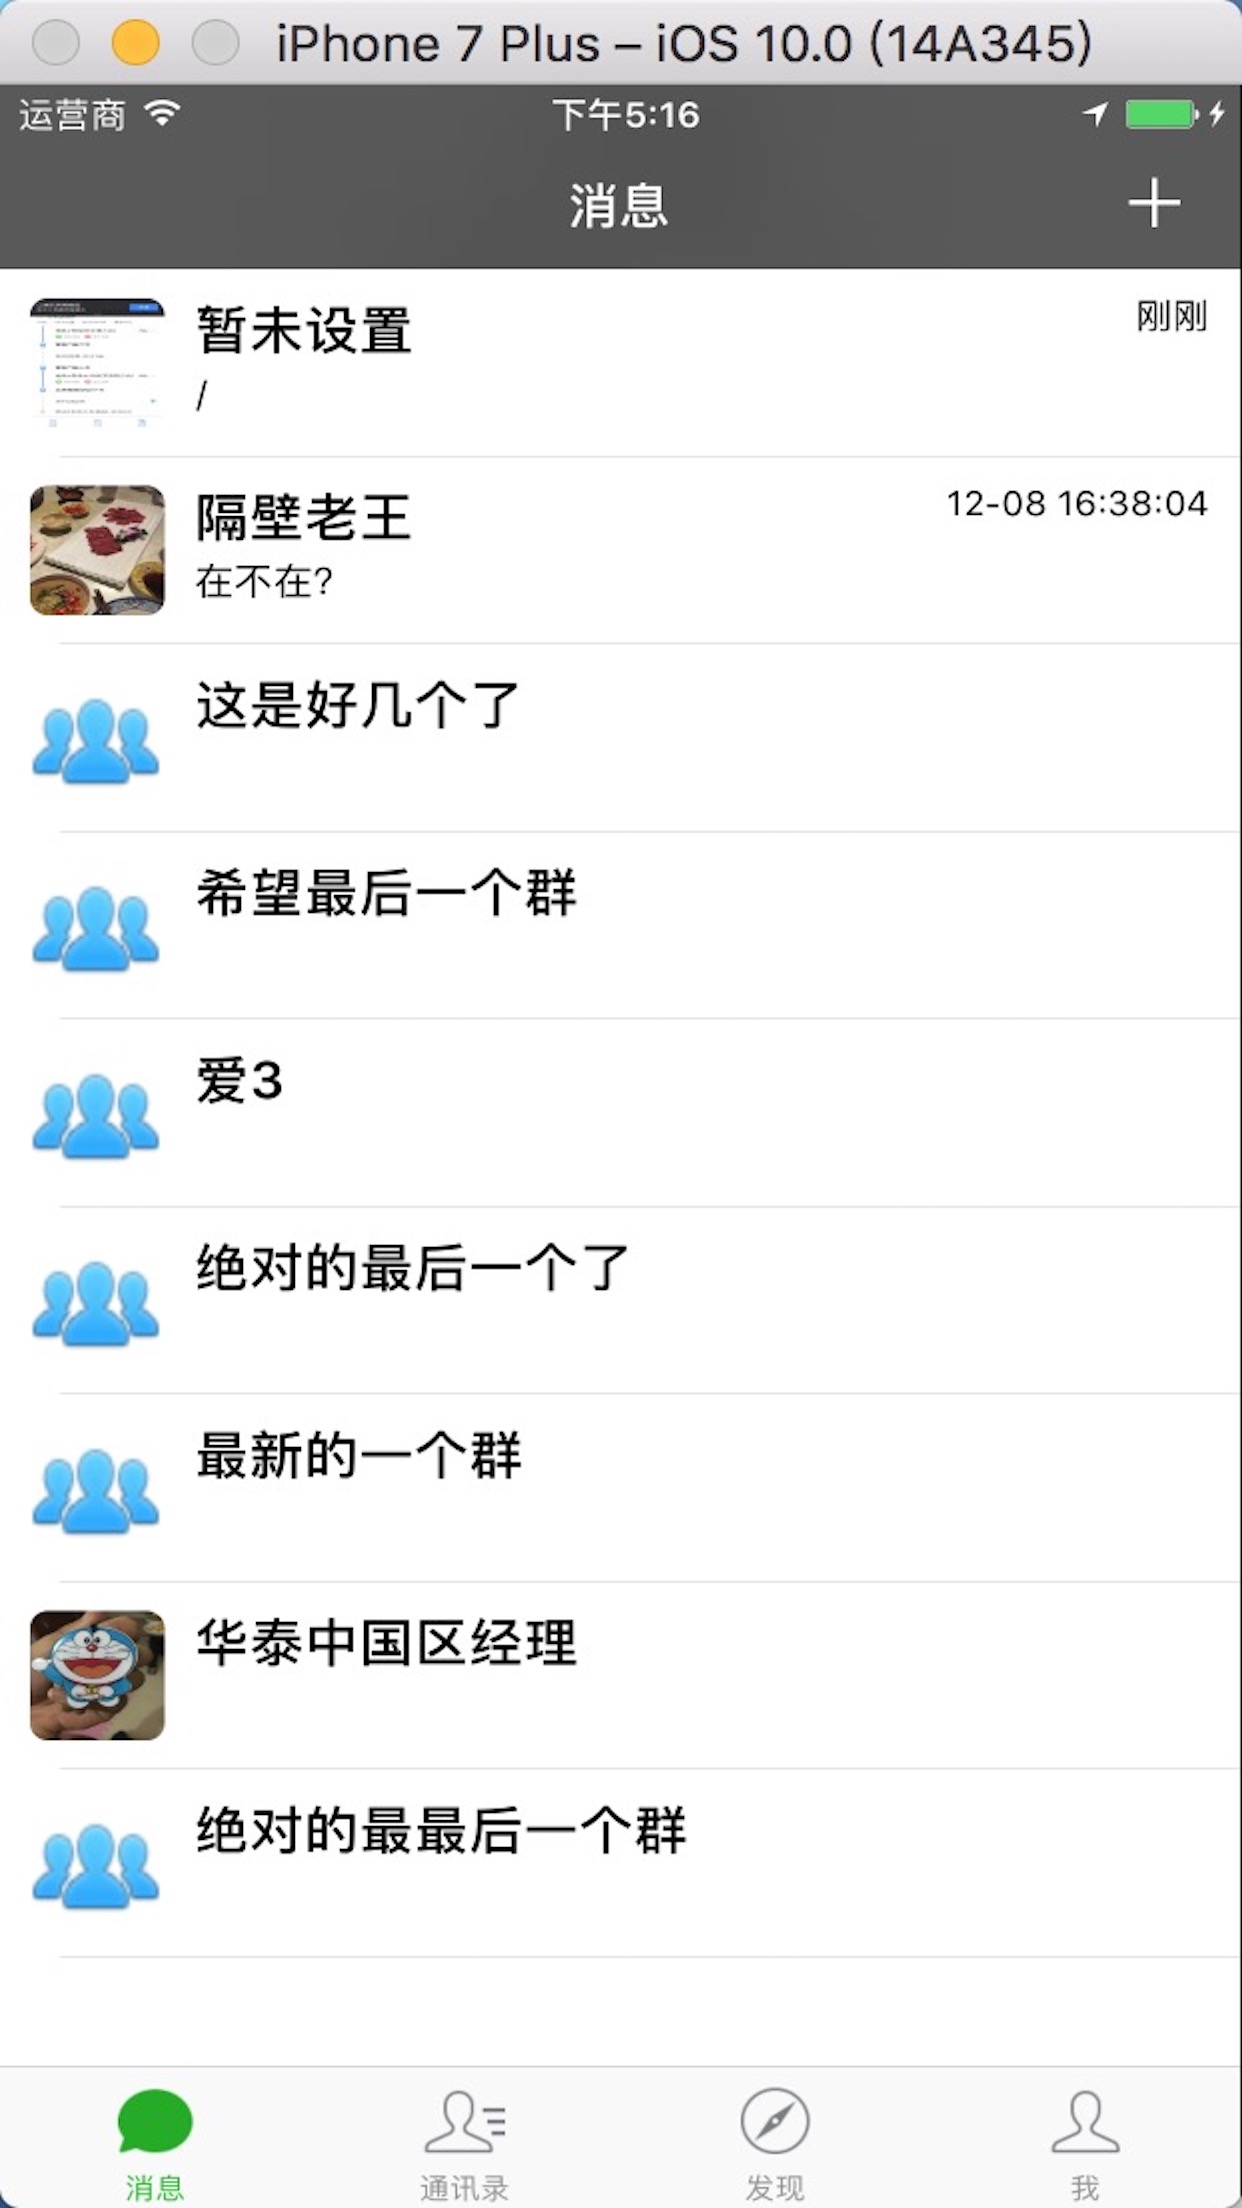 iPhone 7 Plus – iOS 10.0 (14A345)
运营商 下午5:16
消息
暂未设置 刚刚
/
隔壁老王 12-08 16:38:04
在不在?
这是好几个了
希望最后一个群
爱3
绝对的最后一个了
最新的一个群
华泰中国区经理
绝对的最最后一个群
消息 通讯录 发现 我